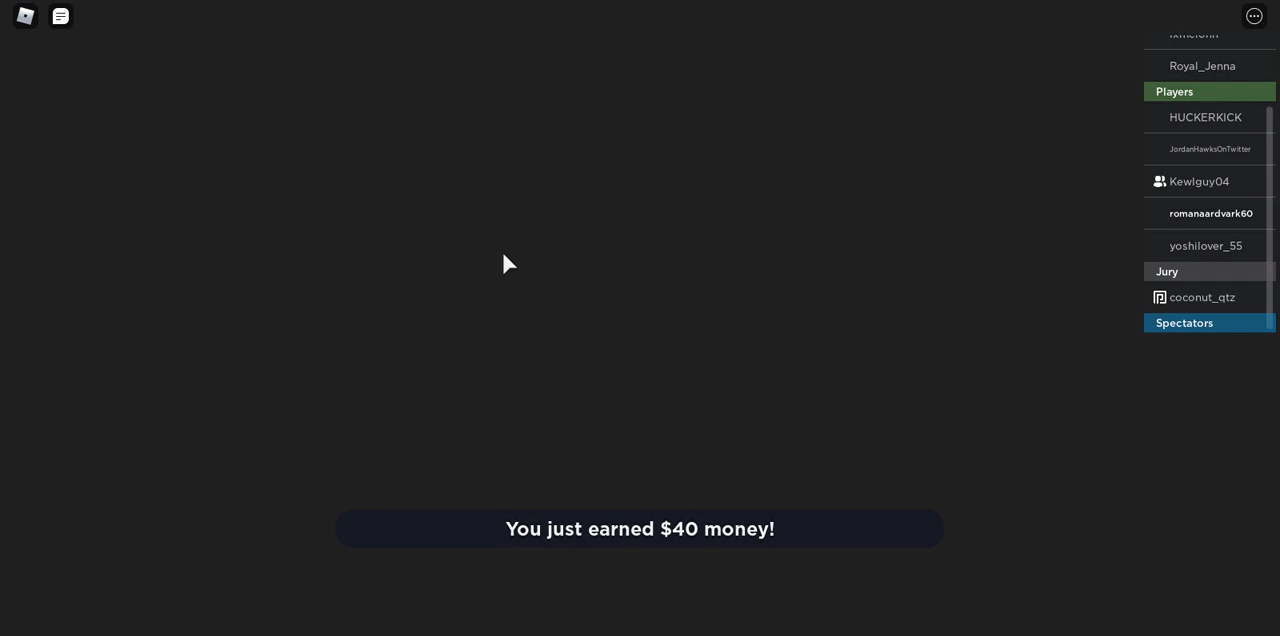 Royal_Jenna
Players
HUCKERKICK
JordanHawksOnTwitter
Kewlguy04
romanaardvark60
yoshilover_55
Jury
coconut_qtz
Spectators
You just earned $40 money!